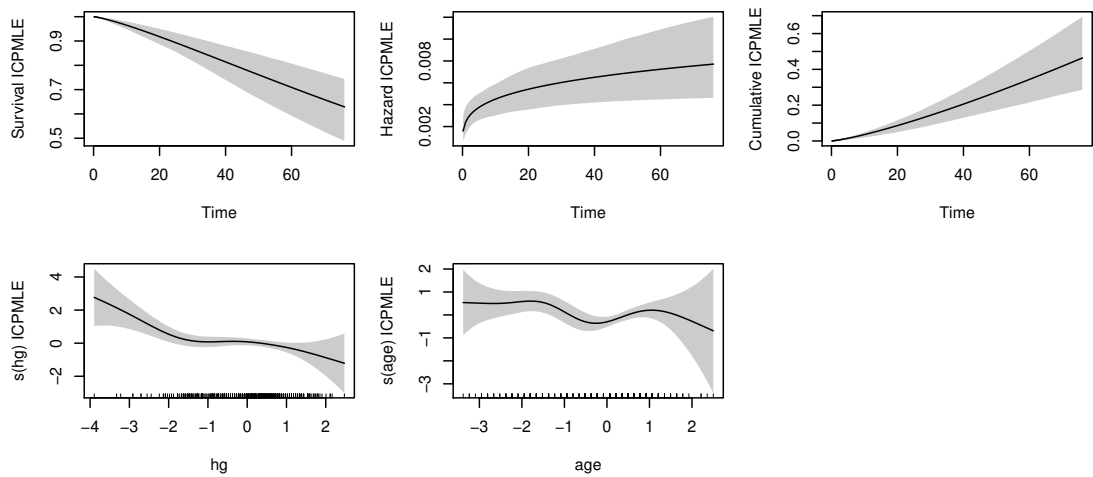 Survival ICPMLE
0.5 0.7 0.9
0 20 40 60
Time
Hazard ICPMLE
0.002 0.008
0 20 40 60
Time
Cumulative ICPMLE
0.0 0.2 0.4 0.6
0 20 40 60
Time
s(hg) ICPMLE
−2 0 2 4
−4 −3 −2 −1 0 1 2
hg
s(age) ICPMLE
−3 −1 1 2
−3 −2 −1 0 1 2
age